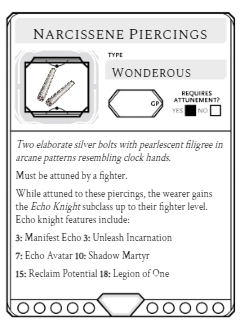 Narcissene Piercings
TYPE
Wonderous
GP
REQUIRES
ATTUNEMENT?
YES NO
Two elaborate silver bolts with pearlescent filigree in
arcane patterns resembling clock hands.
Must be attuned by a fighter.
While attuned to these piercings, the wearer gains
the Echo Knight subclass up to their fighter level.
Echo knight features include:
3: Manifest Echo 3: Unleash Incarnation
7: Echo Avatar 10: Shadow Martyr
15: Reclaim Potential 18: Legion of One